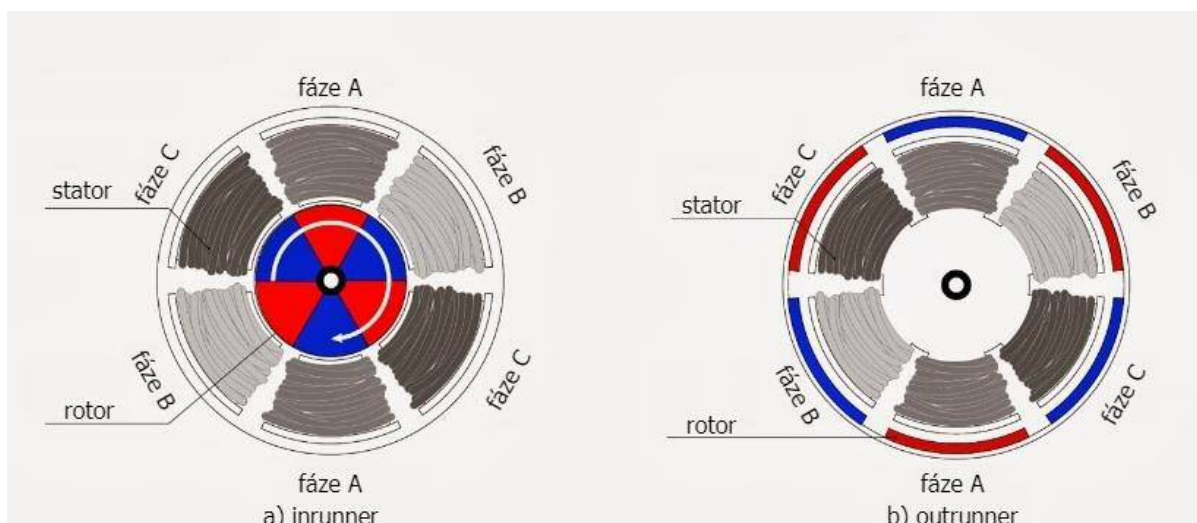 fáze A
fáze C
fáze B
stator
rotor
fáze B
fáze C
fáze A
a) inrunner
fáze A
fáze C
fáze B
stator
rotor
fáze B
fáze C
fáze A
b) outrunner